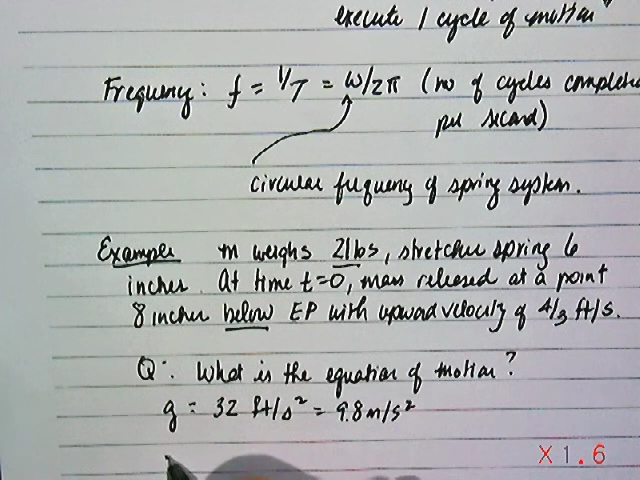 execute 1 cycle of motion
Frequency: f = 1/T = ω/2π (no of cycles complete
per second)
circular frequency of spring system.
Example m weighs 2 lbs, stretches spring 6
inches. At time t=0, mass released at a point
8 inches below EP with upward velocity of 4/3 ft/s.
Q: What is the equation of motion?
g = 32 ft/s² = 9.8 m/s²
X1.6